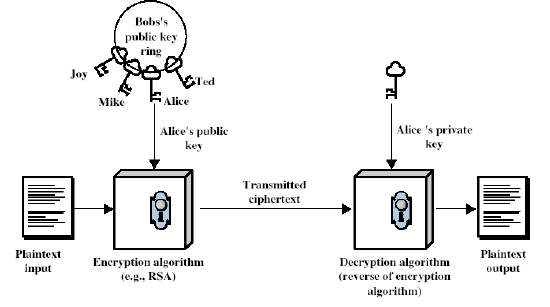 Bobs's
public key
ring
Joy
Ted
Mike
Alice
Alice's public
key
Alice 's private
key
Transmitted
ciphertext
Plaintext
input
Encryption algorithm
(e.g., RSA)
Decryption algorithm
(reverse of encryption
algorithm)
Plaintext
output